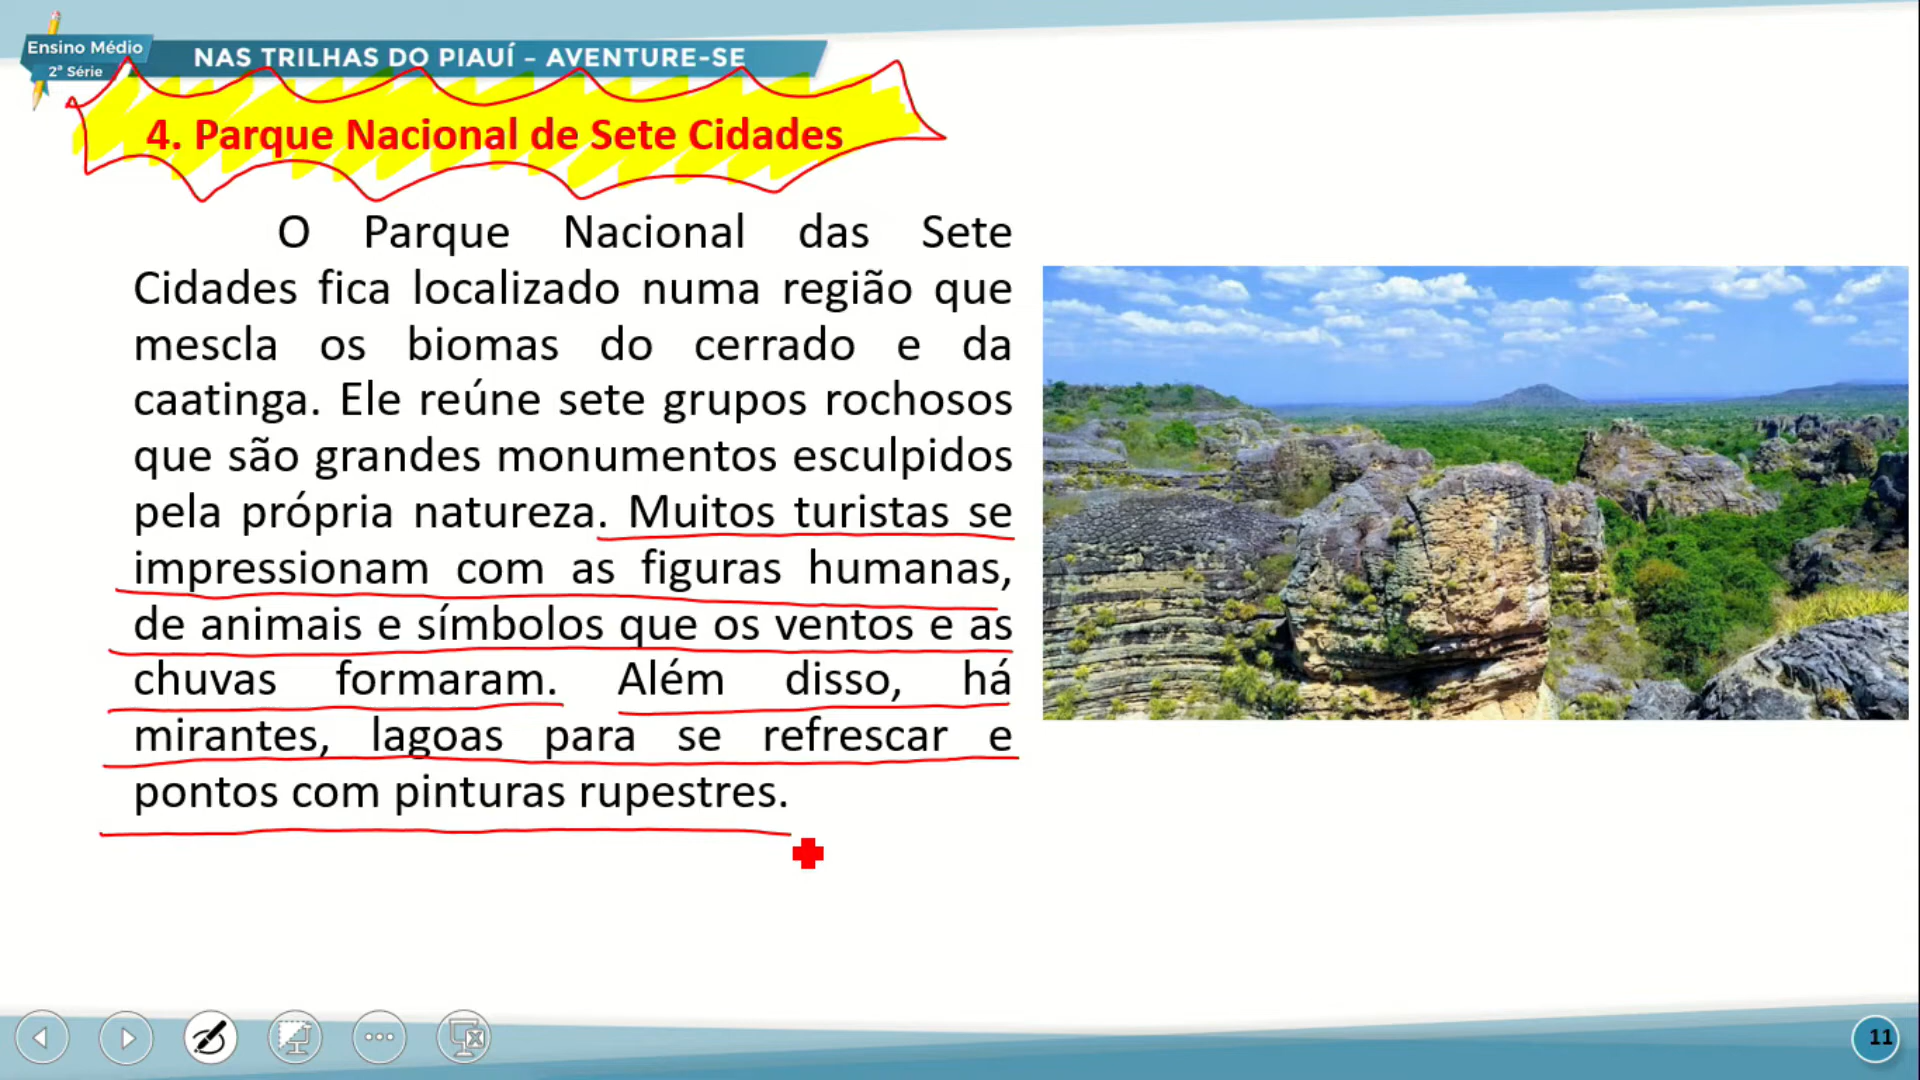 Ensino Médio
2ª Série
NAS TRILHAS DO PIAUÍ – AVENTURE-SE
4. Parque Nacional de Sete Cidades
O Parque Nacional das Sete
Cidades fica localizado numa região que
mescla os biomas do cerrado e da
caatinga. Ele reúne sete grupos rochosos
que são grandes monumentos esculpidos
pela própria natureza. Muitos turistas se
impressionam com as figuras humanas,
de animais e símbolos que os ventos e as
chuvas formaram. Além disso, há
mirantes, lagoas para se refrescar e
pontos com pinturas rupestres.
11